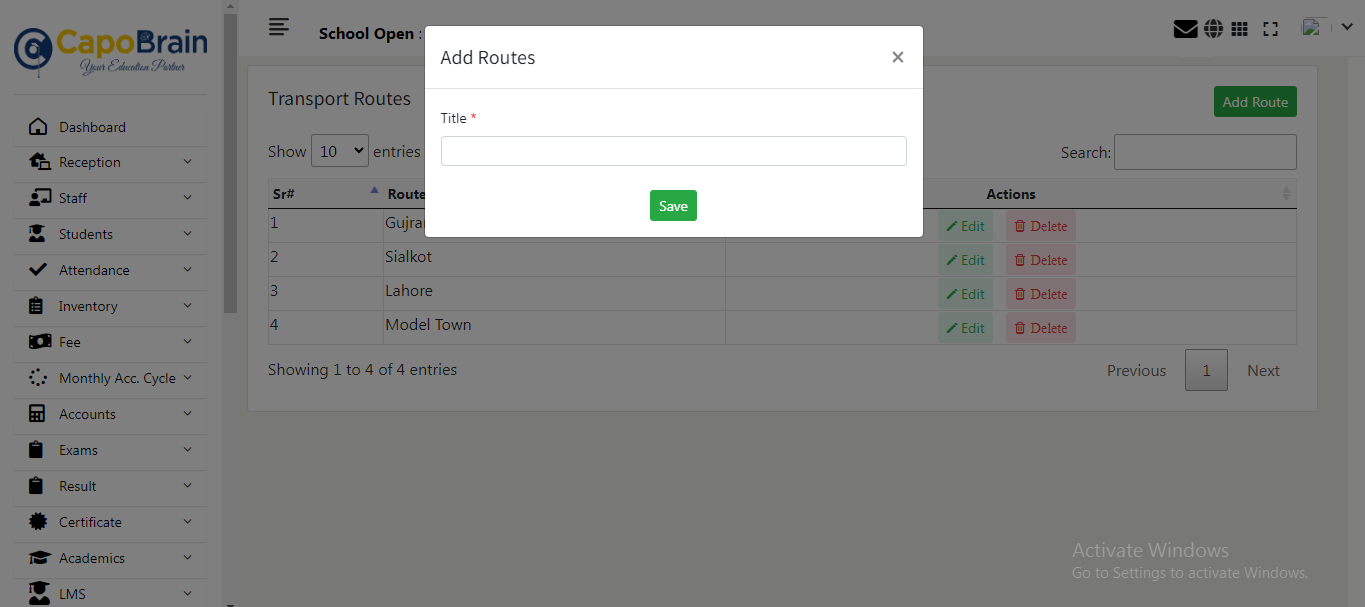 CapoBrain
Your Education Partner
Dashboard
Reception
Staff
Students
Attendance
Inventory
Fee
Monthly Acc. Cycle
Accounts
Exams
Result
Certificate
Academics
LMS
School Open :
Add Routes ×
Title *
Save
Transport Routes
Add Route
Show 10 entries
Search:
Sr# Route Actions
1 Edit Delete
2 Sialkot Edit Delete
3 Lahore Edit Delete
4 Model Town Edit Delete
Showing 1 to 4 of 4 entries
Previous 1 Next
Activate Windows
Go to Settings to activate Windows.